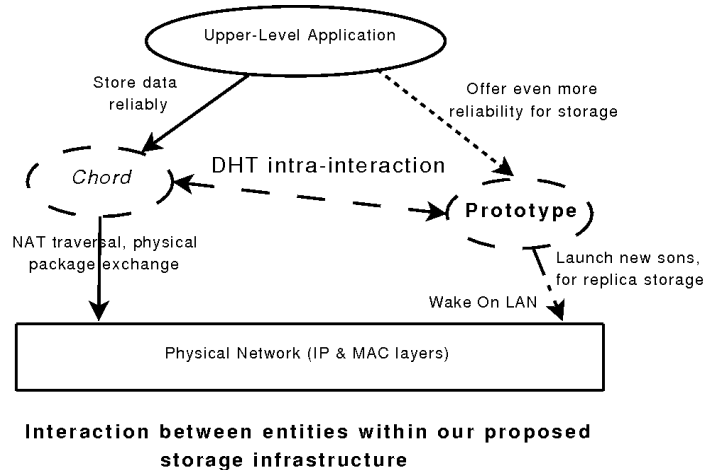 Upper-Level Application
Store data
reliably
Offer even more
reliability for storage
DHT intra-interaction
Chord
Prototype
NAT traversal, physical
package exchange
Launch new sons,
for replica storage
Wake On LAN
Physical Network (IP & MAC layers)
Interaction between entities within our proposed
storage infrastructure